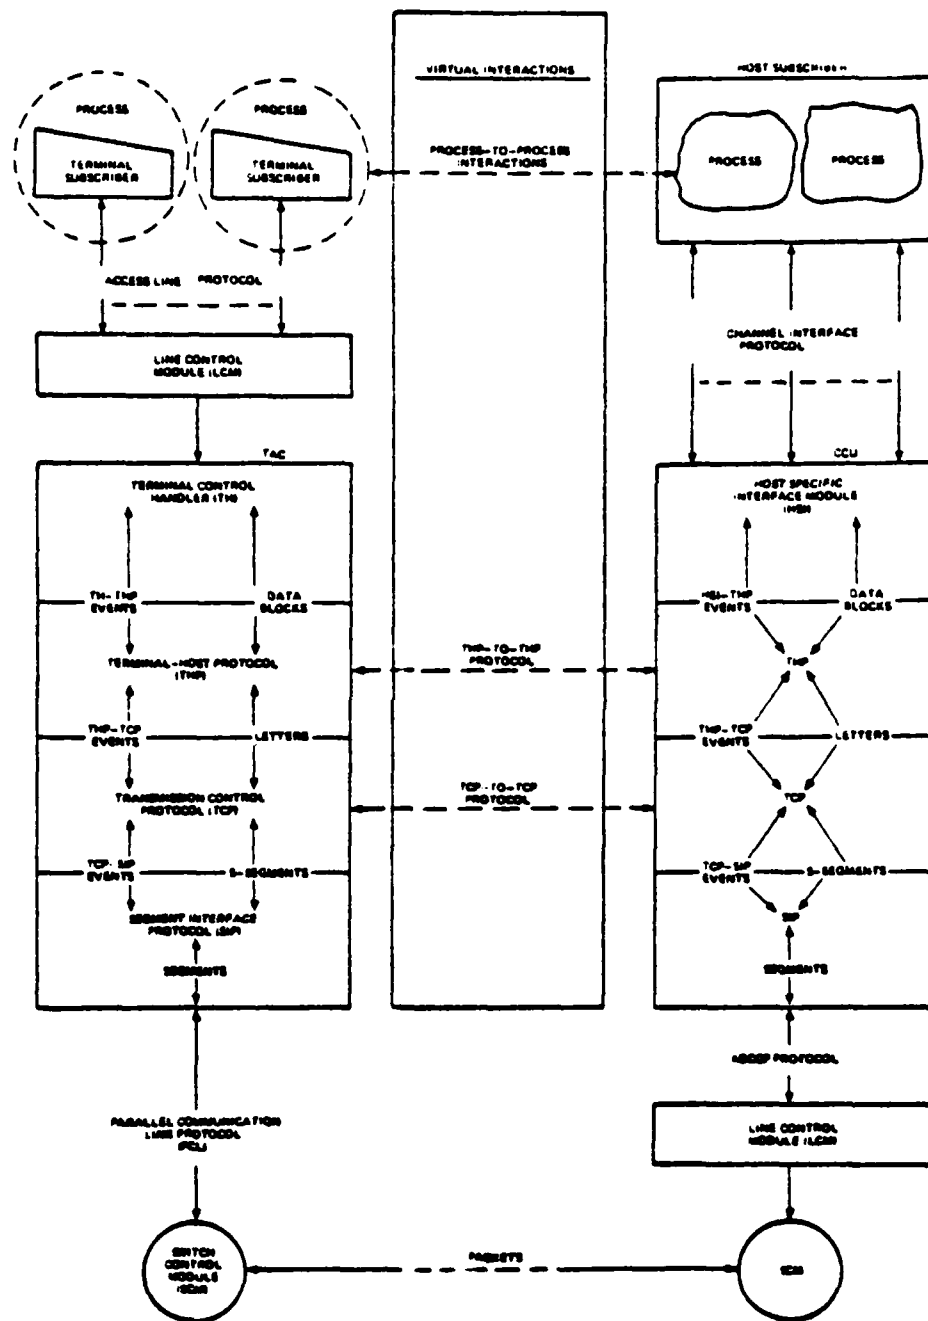 VIRTUAL INTERACTIONS
HOST SUBSCRIBER
PROCESS
PROCESS
TERMINAL
SUBSCRIBER
TERMINAL
SUBSCRIBER
PROCESS-TO-PROCESS
INTERACTIONS
PROCESS
PROCESS
ACCESS LINE PROTOCOL
CHANNEL INTERFACE
PROTOCOL
LINE CONTROL
MODULE (LCM)
TAC
CCU
TERMINAL CONTROL
HANDLER (TH)
HOST SPECIFIC
INTERFACE MODULE
(HSI)
TH-THP
EVENTS
DATA
BLOCKS
HSI-THP
EVENTS
DATA
BLOCKS
TERMINAL-HOST PROTOCOL
(THP)
THP-TO-THP
PROTOCOL
THP
THP-TCP
EVENTS
LETTERS
THP-TCP
EVENTS
LETTERS
TRANSMISSION CONTROL
PROTOCOL (TCP)
TCP-TO-TCP
PROTOCOL
TCP
TCP-SIP
EVENTS
S-SEGMENTS
TCP-SIP
EVENTS
S-SEGMENTS
SEGMENT INTERFACE
PROTOCOL (SIP)
SIP
SEGMENTS
SEGMENTS
PROTOCOL
PARALLEL COMMUNICATION
LINE PROTOCOL
(PCL)
LINE CONTROL
MODULE (LCM)
SWITCH
CONTROL
MODULE
(SCM)
PACKETS
SCM